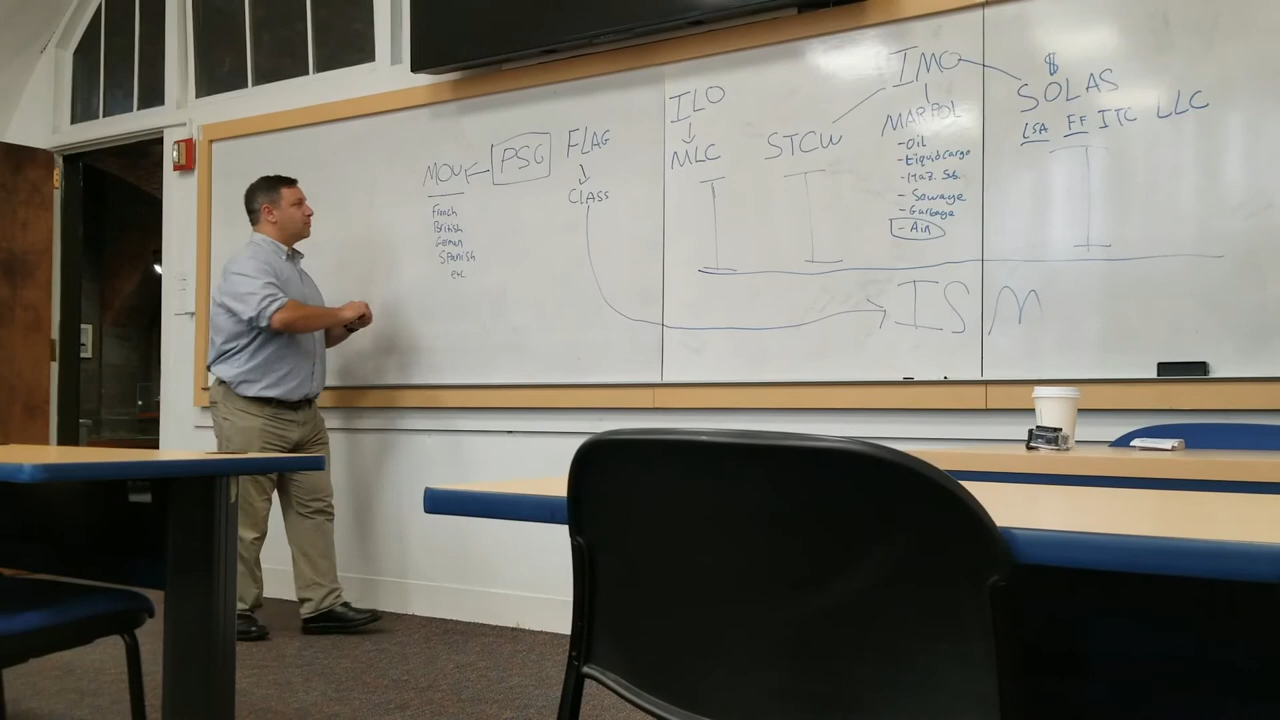 MOU
French
British
German
Spanish
etc
PSC
FLAG
CLASS
ILO
MLC
STCW
IMO
MARPOL
-Oil
-Liquid Cargo
-Haz. Sb.
-Sewage
-Garbage
-Air
$
SOLAS
LSA FF ITC LLC
ISM